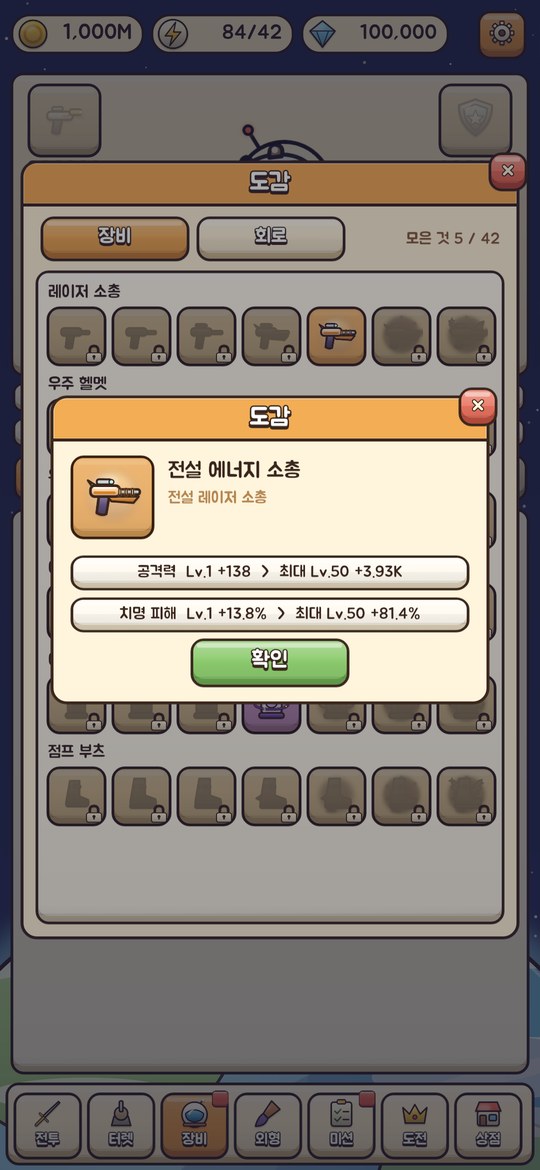 1,000M
84/42
100,000
도감
장비
회로
모은 것 5 / 42
레이저 소총
우주 헬멧
도감
전설 에너지 소총
전설 레이저 소총
공격력 Lv.1 +138 > 최대 Lv.50 +3.93K
치명 피해 Lv.1 +13.8% > 최대 Lv.50 +81.4%
확인
점프 부츠
전투
터렛
장비
외형
미션
도전
상점